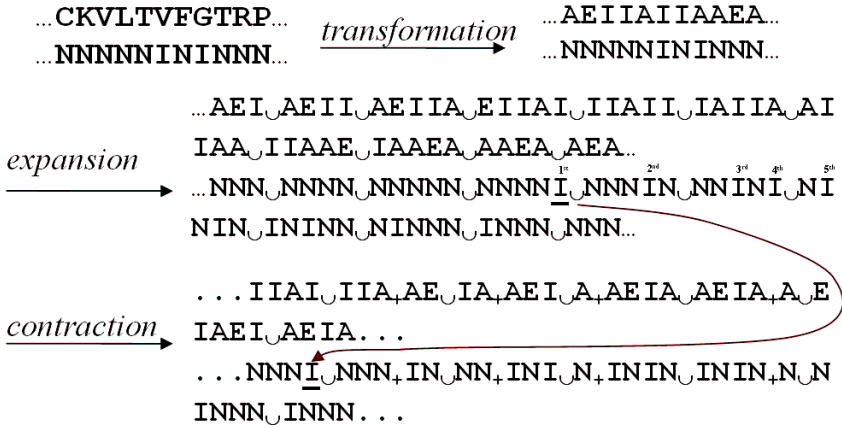 ...CKVLTVFGTRP...
...NNNNNININNN...
transformation
...AEIIAIIAAEA...
...NNNNNININNN...
expansion
...AEI∪AEII∪AEIIA∪EIIAI∪IIAII∪IAIIA∪AI
IAA∪IIAAE∪IAAEA∪AAEA∪AEA...
1st 2nd 3rd 4th 5th
...NNN∪NNNN∪NNNNN∪NNNNI∪NNNIN∪NNINI∪NI
NIN∪ININN∪NINNN∪INNN∪NNN...
contraction
...IIAI∪IIA+AE∪IA+AEI∪A+AEIA∪AEIA+A∪E
IAEI∪AEIA...
...NNNI∪NNN+IN∪NN+INI∪N+ININ∪ININ+N∪N
INNN∪INNN...